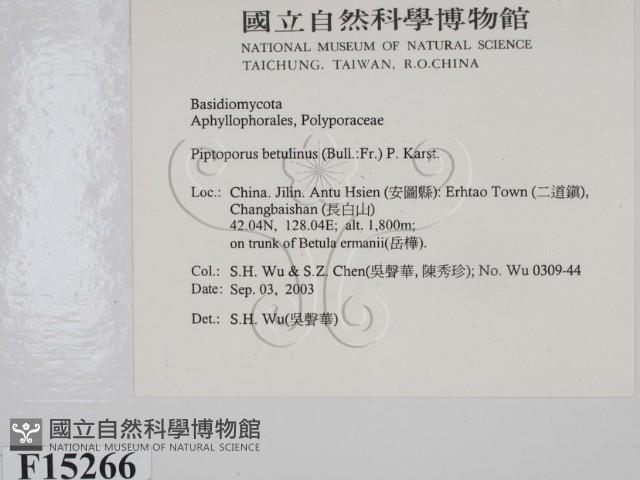 國立自然科學博物館
NATIONAL MUSEUM OF NATURAL SCIENCE
TAICHUNG, TAIWAN, R.O.CHINA
Basidiomycota
Aphyllophorales, Polyporaceae
Piptoporus betulinus (Bull.:Fr.) P. Karst.
Loc.: China. Jilin. Antu Hsien (安圖縣): Erhtao Town (二道鎮),
Changbaishan (長白山)
42.04N, 128.04E; alt. 1,800m;
on trunk of Betula ermanii(岳樺).
Col.: S.H. Wu & S.Z. Chen(吳聲華, 陳秀珍); No. Wu 0309-44
Date: Sep. 03, 2003
Det.: S.H. Wu(吳聲華)
國立自然科學博物館
NATIONAL MUSEUM OF NATURAL SCIENCE
F15266